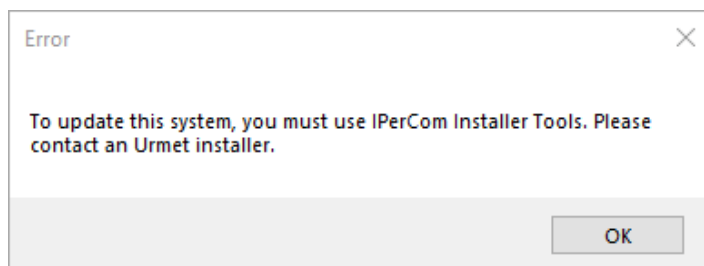 Error
To update this system, you must use IPerCom Installer Tools. Please
contact an Urmet installer.
OK